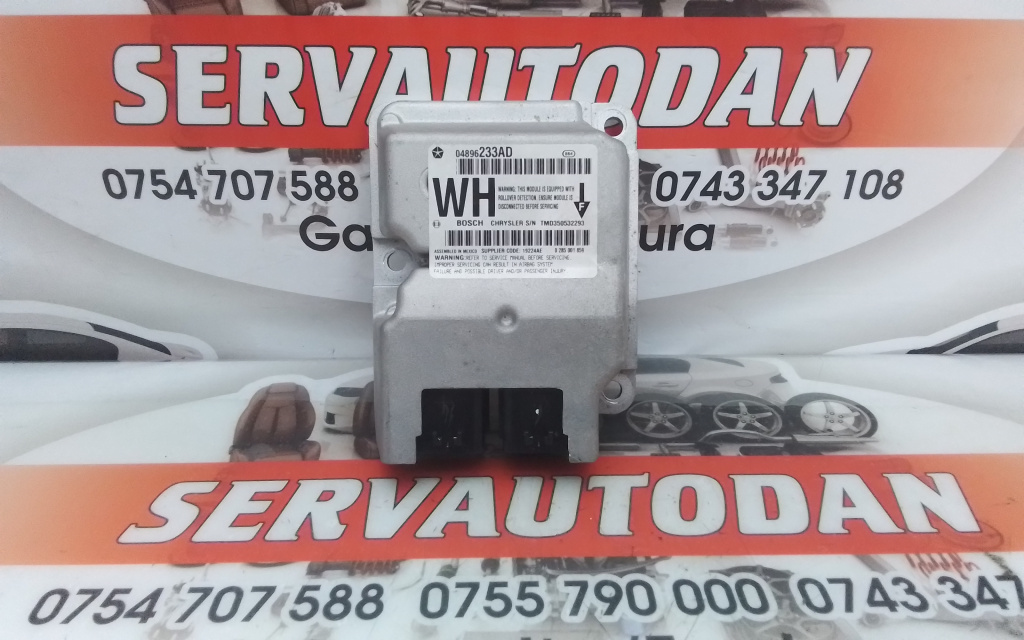 SERVAUTODAN
04896233AD
0754 707 588
0743 347 108
WH
WARNING: THIS MODULE IS EQUIPPED WITH
ROLLOVER DETECTION. ENSURE MODULE IS
DISCONNECTED BEFORE SERVICING
F
BOSCH CHRYSLER S/N TMD350532293
Ga
ura
ASSEMBLED IN MEXICO. SUPPLIER CODE:
WARNING: REFER TO SERVICE MANUAL BEFORE SERVICING
IMPROPER SERVICING CAN RESULT IN AIRBAG SYSTEM
FAILURE AND POSSIBLE DRIVER AND/OR PASSENGER INJURY
SERVAUTODAN
0754 707 588 0755 790 000 0743 347